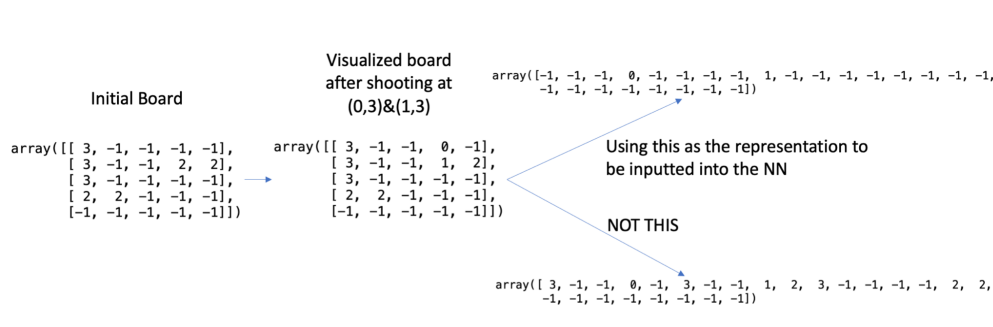 Initial Board
array([[ 3, -1, -1, -1, -1],
[ 3, -1, -1, 2, 2],
[ 3, -1, -1, -1, -1],
[ 2, 2, -1, -1, -1],
[-1, -1, -1, -1, -1]])
Visualized board
after shooting at
(0,3)&(1,3)
array([[ 3, -1, -1, 0, -1],
[ 3, -1, -1, 1, 2],
[ 3, -1, -1, -1, -1],
[ 2, 2, -1, -1, -1],
[-1, -1, -1, -1, -1]])
array([-1, -1, -1, 0, -1, -1, -1, -1, 1, -1, -1, -1, -1, -1, -1, -1, -1,
-1, -1, -1, -1, -1, -1, -1, -1])
Using this as the representation to
be inputted into the NN
NOT THIS
array([ 3, -1, -1, 0, -1, 3, -1, -1, 1, 2, 3, -1, -1, -1, -1, 2, 2,
-1, -1, -1, -1, -1, -1, -1, -1])